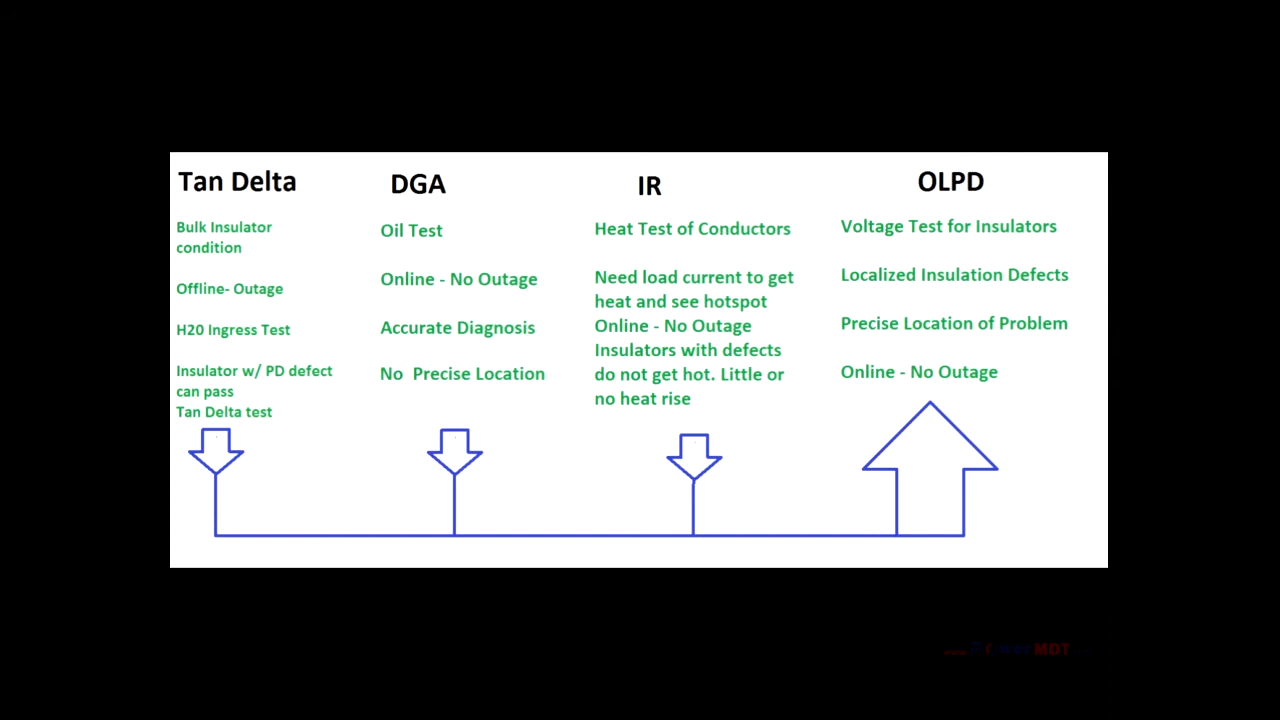 Tan Delta
Bulk Insulator
condition
Offline- Outage
H20 Ingress Test
Insulator w/ PD defect
can pass
Tan Delta test
DGA
Oil Test
Online - No Outage
Accurate Diagnosis
No Precise Location
IR
Heat Test of Conductors
Need load current to get
heat and see hotspot
Online - No Outage
Insulators with defects
do not get hot. Little or
no heat rise
OLPD
Voltage Test for Insulators
Localized Insulation Defects
Precise Location of Problem
Online - No Outage
MDT